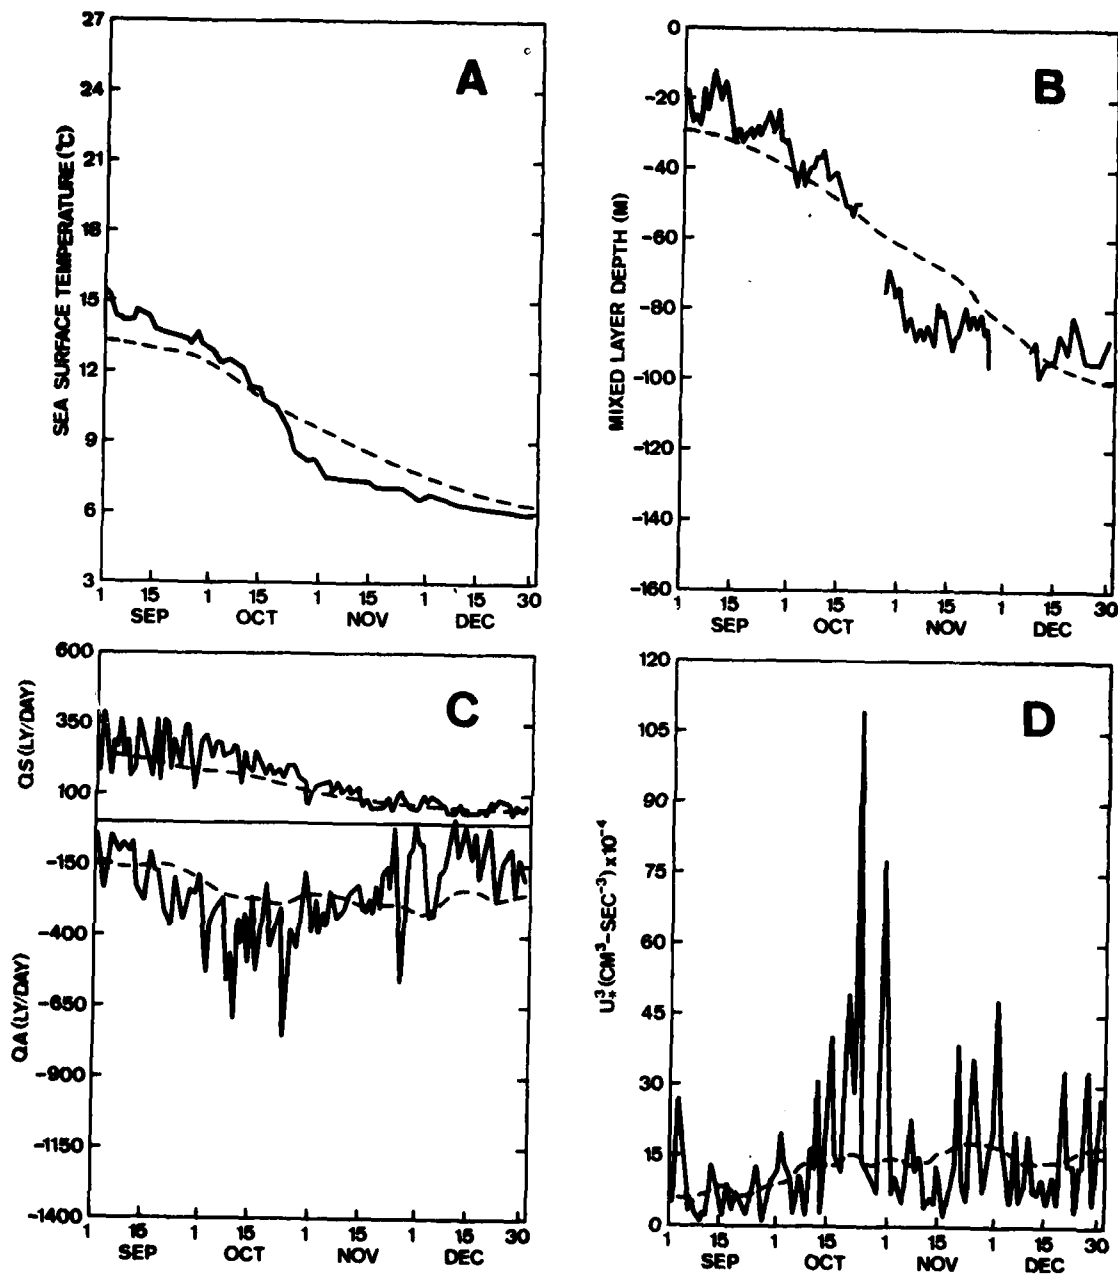 SEA SURFACE TEMPERATURE (°C)
27
24
21
18
15
12
9
6
3
A
1 15 1 15 1 15 1 15 30
SEP OCT NOV DEC
MIXED LAYER DEPTH (M)
0
-20
-40
-60
-80
-100
-120
-140
-160
B
1 15 1 15 1 15 1 15 30
SEP OCT NOV DEC
QS (LY/DAY)
600
350
100
C
QA (LY/DAY)
-150
-400
-650
-900
-1150
-1400
1 15 1 15 1 15 1 15 30
SEP OCT NOV DEC
U*³ (CM³-SEC⁻³) x10⁻⁴
120
105
90
75
60
45
30
15
0
D
1 15 1 15 1 15 1 15 30
SEP OCT NOV DEC